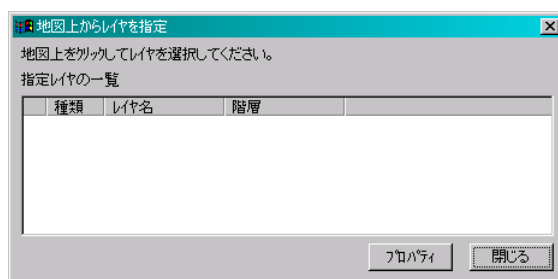 地図上からﾚｲﾔを指定
地図上をｸﾘｯｸしてﾚｲﾔを選択してください。
指定ﾚｲﾔの一覧
種類 ﾚｲﾔ名 階層
ﾌﾟﾛﾊﾟﾃｨ 閉じる